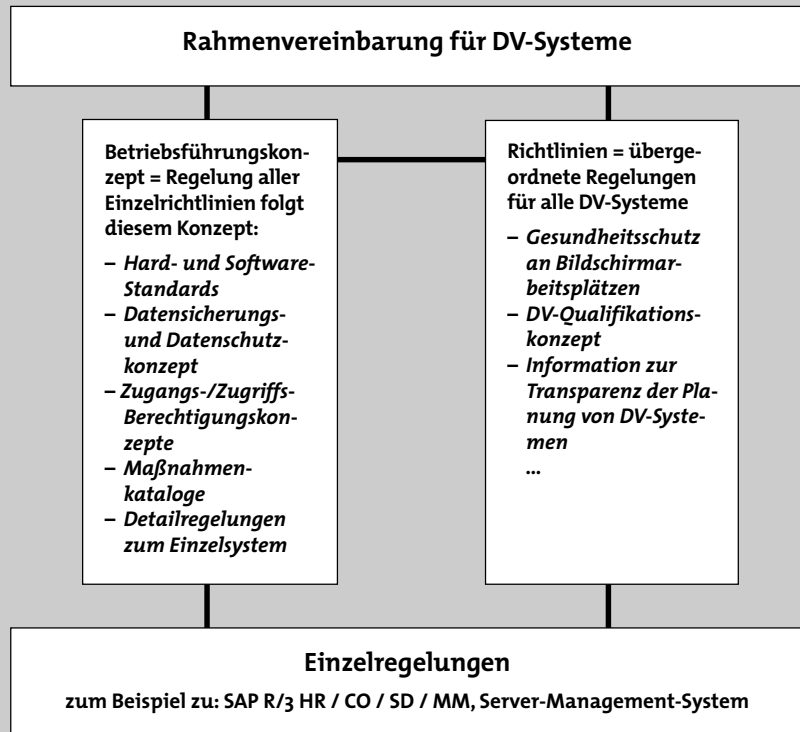 Rahmenvereinbarung für DV-Systeme
Betriebsführungskon-
zept = Regelung aller
Einzelrichtlinien folgt
diesem Konzept:
– Hard- und Software-
Standards
– Datensicherungs-
und Datenschutz-
konzept
– Zugangs-/Zugriffs-
Berechtigungskon-
zepte
– Maßnahmen-
kataloge
– Detailregelungen
zum Einzelsystem
Richtlinien = überge-
ordnete Regelungen
für alle DV-Systeme
– Gesundheitsschutz
an Bildschirmar-
beitsplätzen
– DV-Qualifikations-
konzept
– Information zur
Transparenz der Pla-
nung von DV-Syste-
men
...
Einzelregelungen
zum Beispiel zu: SAP R/3 HR / CO / SD / MM, Server-Management-System